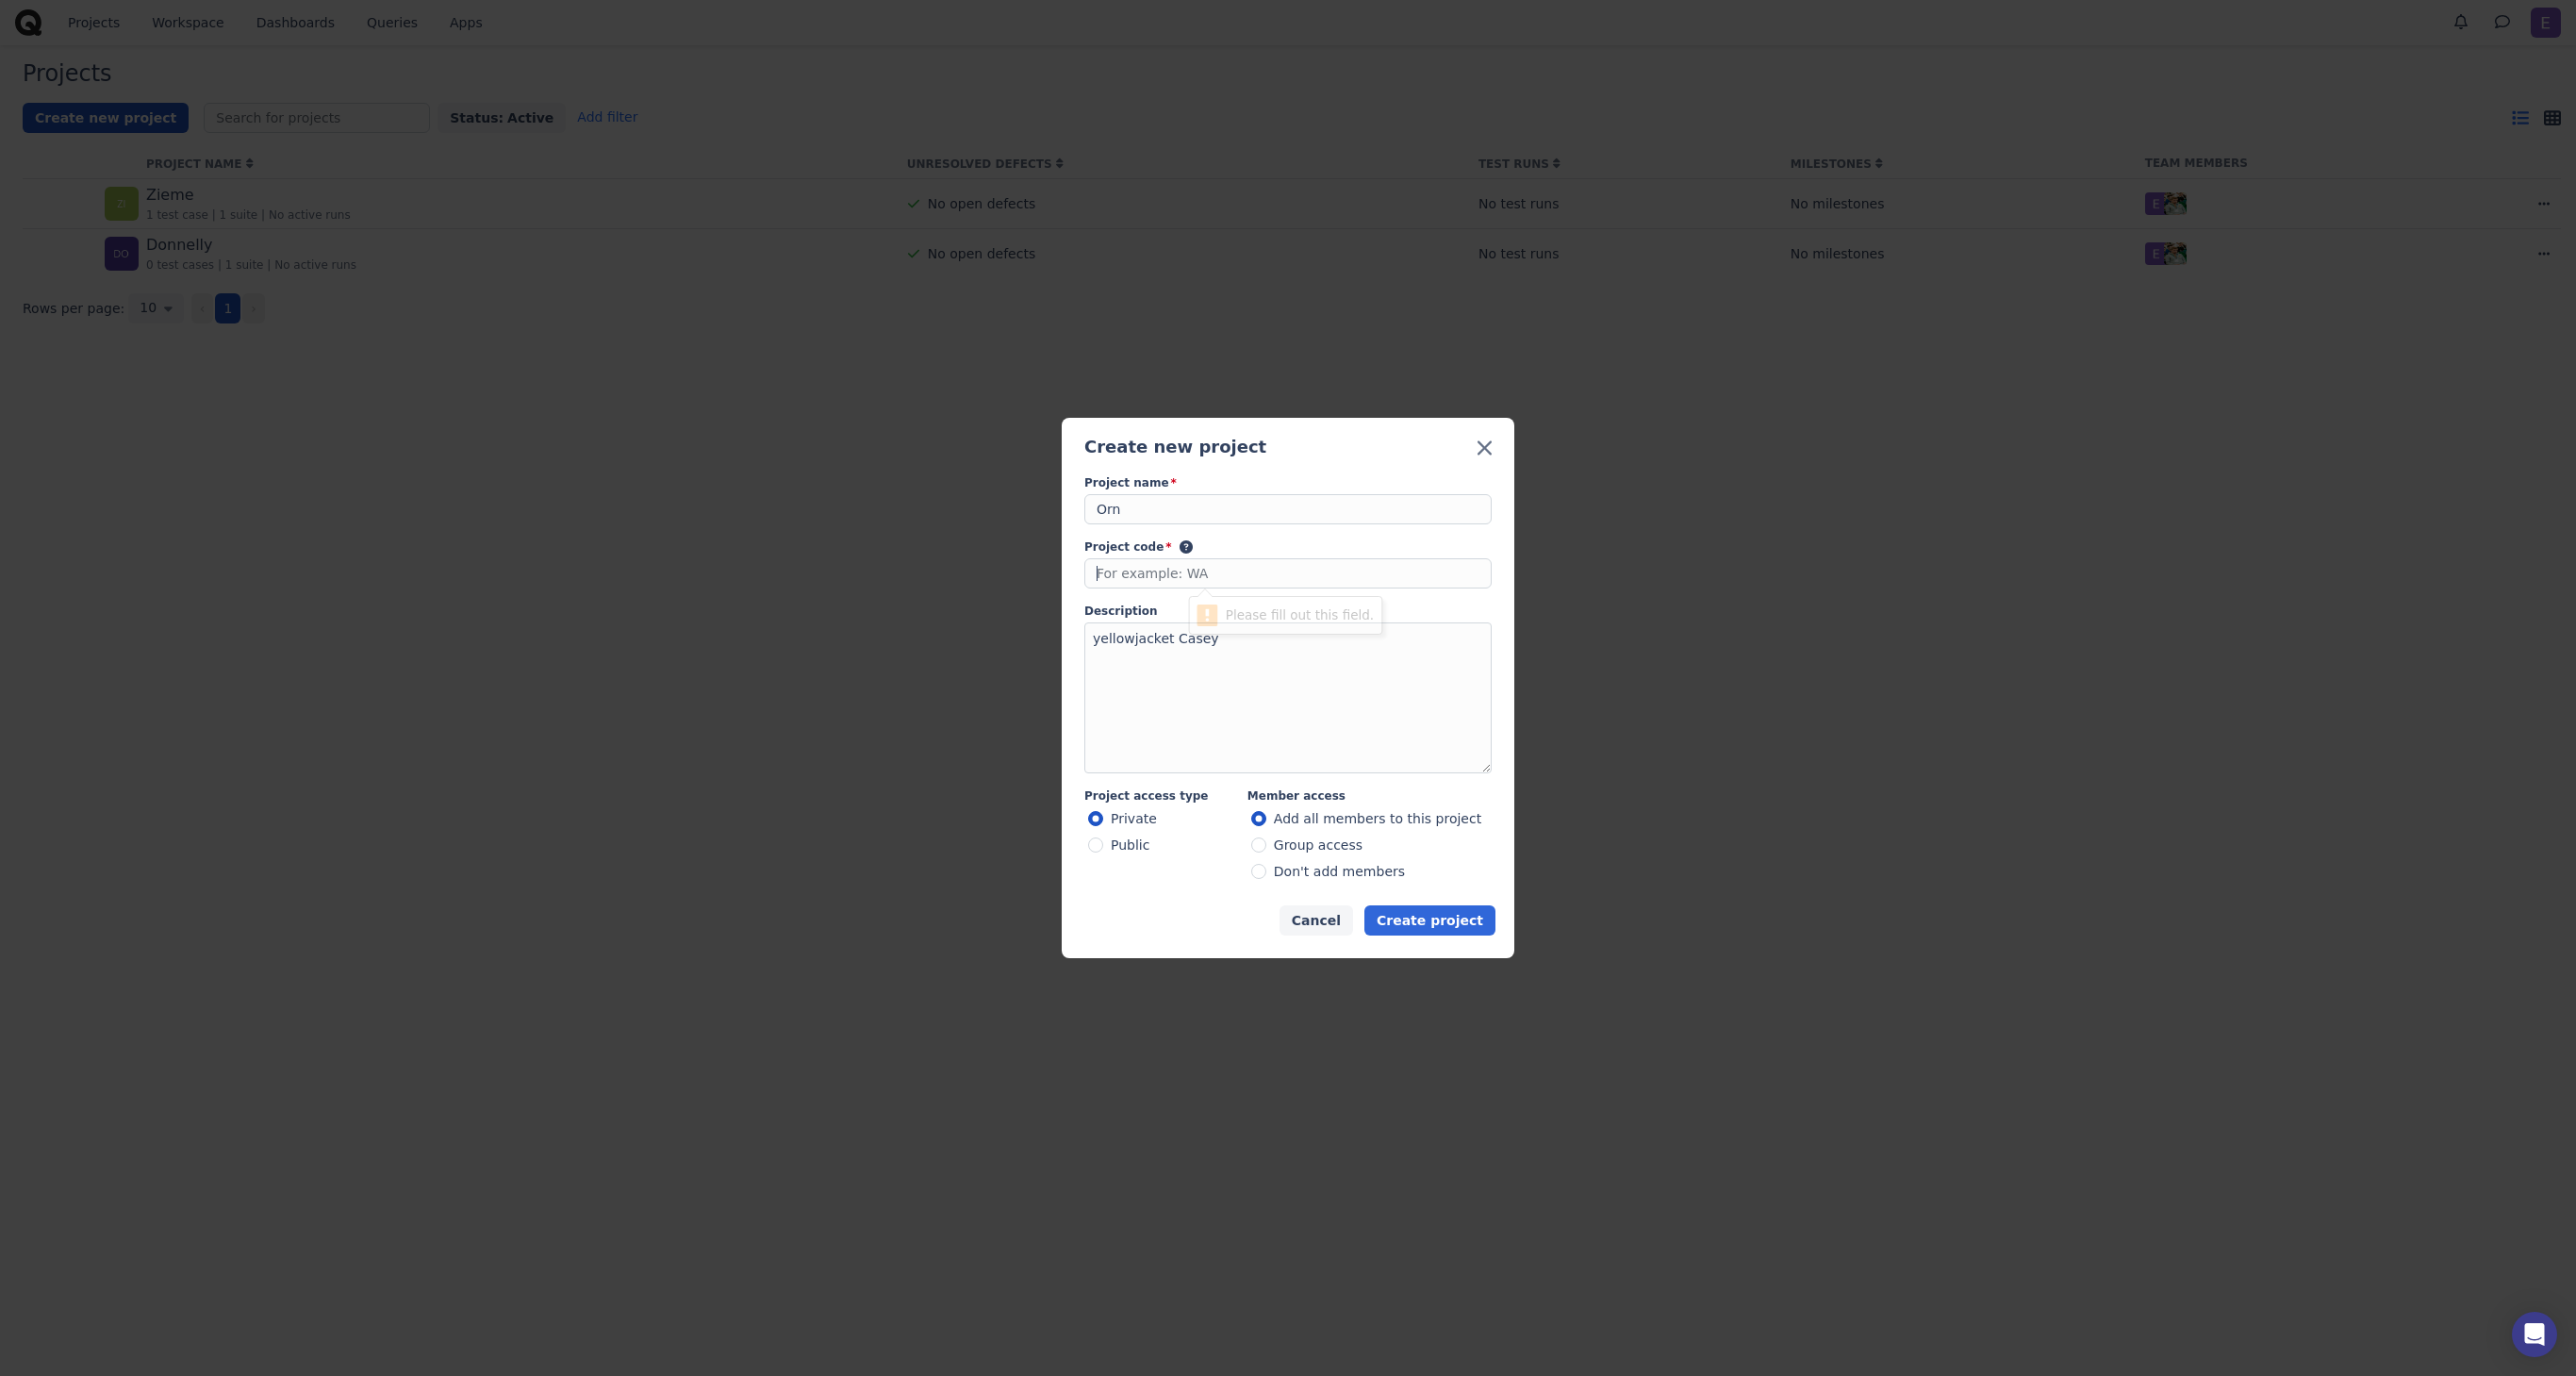 Projects Workspace Dashboards Queries Apps
E
Projects
Create new project
Search for projects
Status: Active
Add filter
PROJECT NAME UNRESOLVED DEFECTS TEST RUNS MILESTONES TEAM MEMBERS
ZI
Zieme
1 test case | 1 suite | No active runs
No open defects
No test runs
No milestones
E
DO
Donnelly
0 test cases | 1 suite | No active runs
No open defects
No test runs
No milestones
E
Rows per page: 10 ‹ 1 ›
Create new project
Project name*
Orn
Project code* ?
For example: WA
Please fill out this field.
Description
yellowjacket Casey
Project access type
Private
Public
Member access
Add all members to this project
Group access
Don't add members
Cancel
Create project